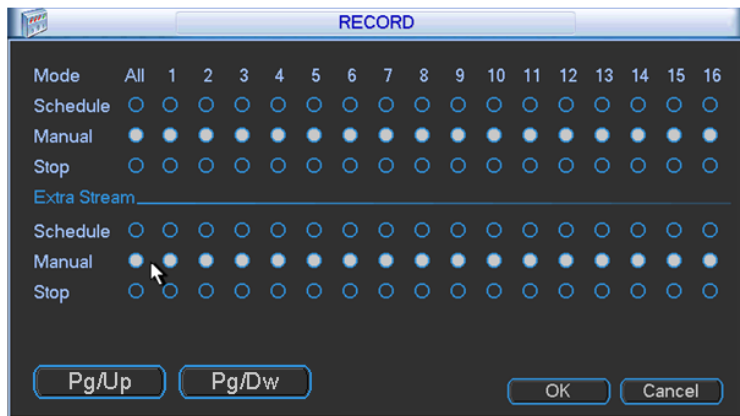 RECORD
Mode All 1 2 3 4 5 6 7 8 9 10 11 12 13 14 15 16
Schedule
Manual
Stop
Extra Stream
Schedule
Manual
Stop
Pg/Up Pg/Dw
OK Cancel